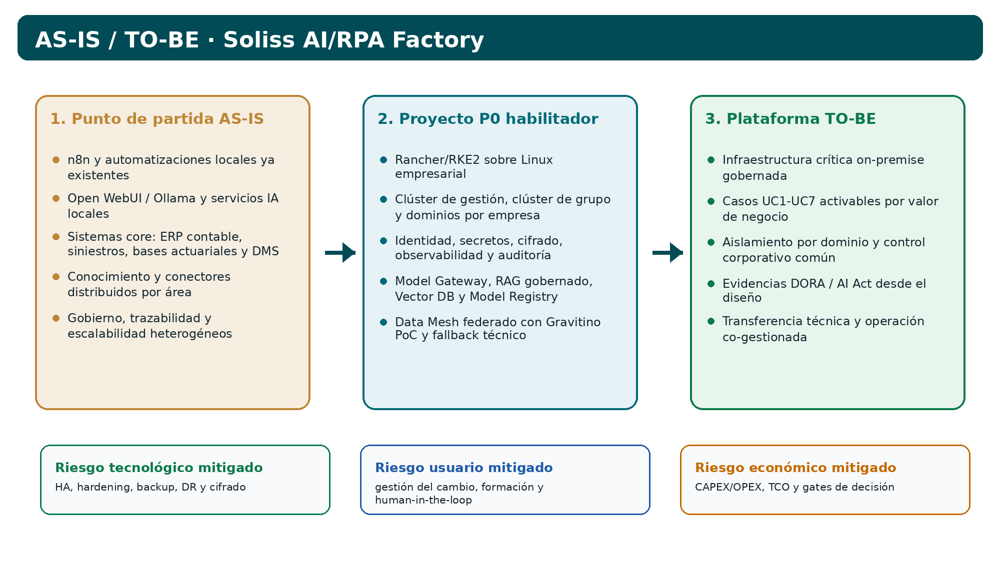 AS-IS / TO-BE · Soliss AI/RPA Factory
1. Punto de partida AS-IS
n8n y automatizaciones locales ya
existentes
Open WebUI / Ollama y servicios IA
locales
Sistemas core: ERP contable,
siniestros, bases actuariales y DMS
Conocimiento y conectores
distribuidos por área
Gobierno, trazabilidad y
escalabilidad heterogéneos
2. Proyecto P0 habilitador
Rancher/RKE2 sobre Linux
empresarial
Clúster de gestión, clúster de grupo
y dominios por empresa
Identidad, secretos, cifrado,
observabilidad y auditoría
Model Gateway, RAG gobernado,
Vector DB y Model Registry
Data Mesh federado con Gravitino
PoC y fallback técnico
3. Plataforma TO-BE
Infraestructura crítica on-premise
gobernada
Casos UC1-UC7 activables por valor
de negocio
Aislamiento por dominio y control
corporativo común
Evidencias DORA / AI Act desde el
diseño
Transferencia técnica y operación
co-gestionada
Riesgo tecnológico mitigado
HA, hardening, backup, DR y cifrado
Riesgo usuario mitigado
gestión del cambio, formación y
human-in-the-loop
Riesgo económico mitigado
CAPEX/OPEX, TCO y gates de decisión